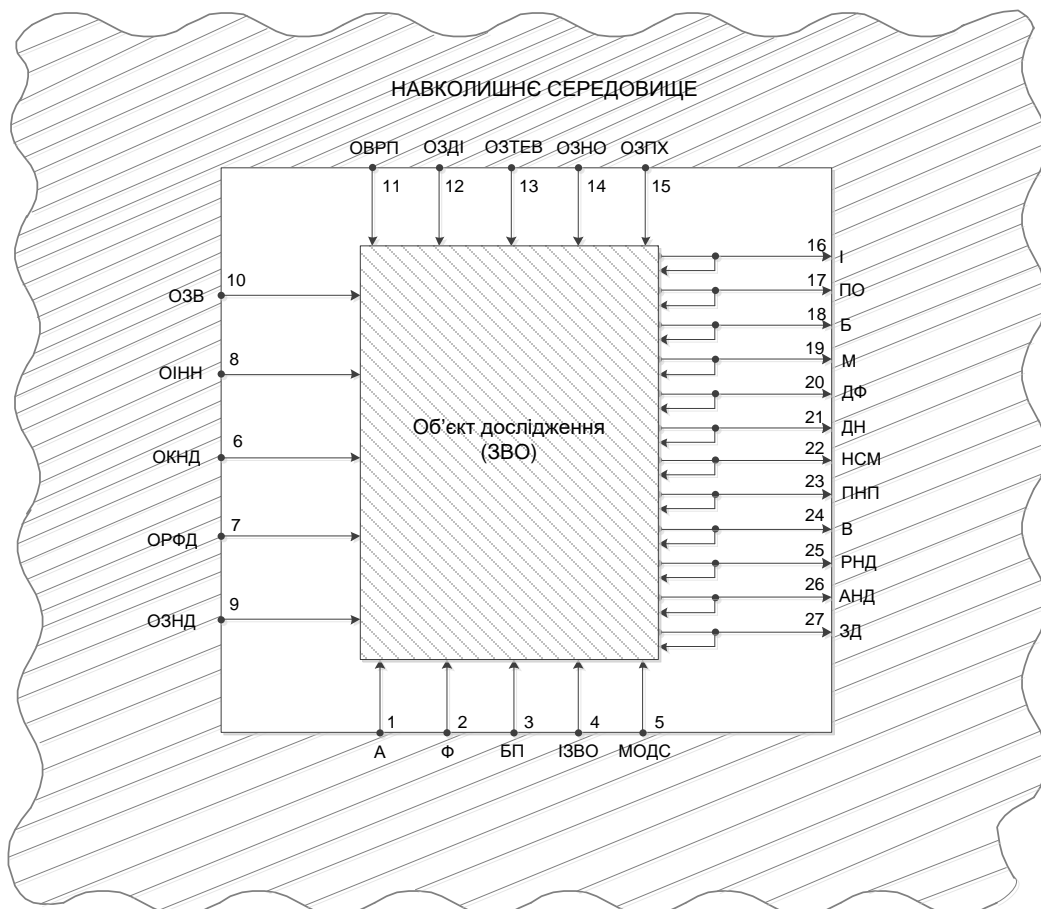 НАВКОЛИШНЄ СЕРЕДОВИЩЕ
ОВРП ОЗДІ ОЗТЕВ ОЗНО ОЗПХ
11 12 13 14 15
16 І
17 ПО
10
ОЗВ
18 Б
19 М
8
ОІНН
20 ДФ
21 ДН
Об'єкт дослідження
(ЗВО)
6
ОКНД
22 НСМ
23 ПНП
24 В
7
ОРФД
25 РНД
26 АНД
9
ОЗНД
27 ЗД
1 2 3 4 5
А Ф БП ІЗВО МОДС